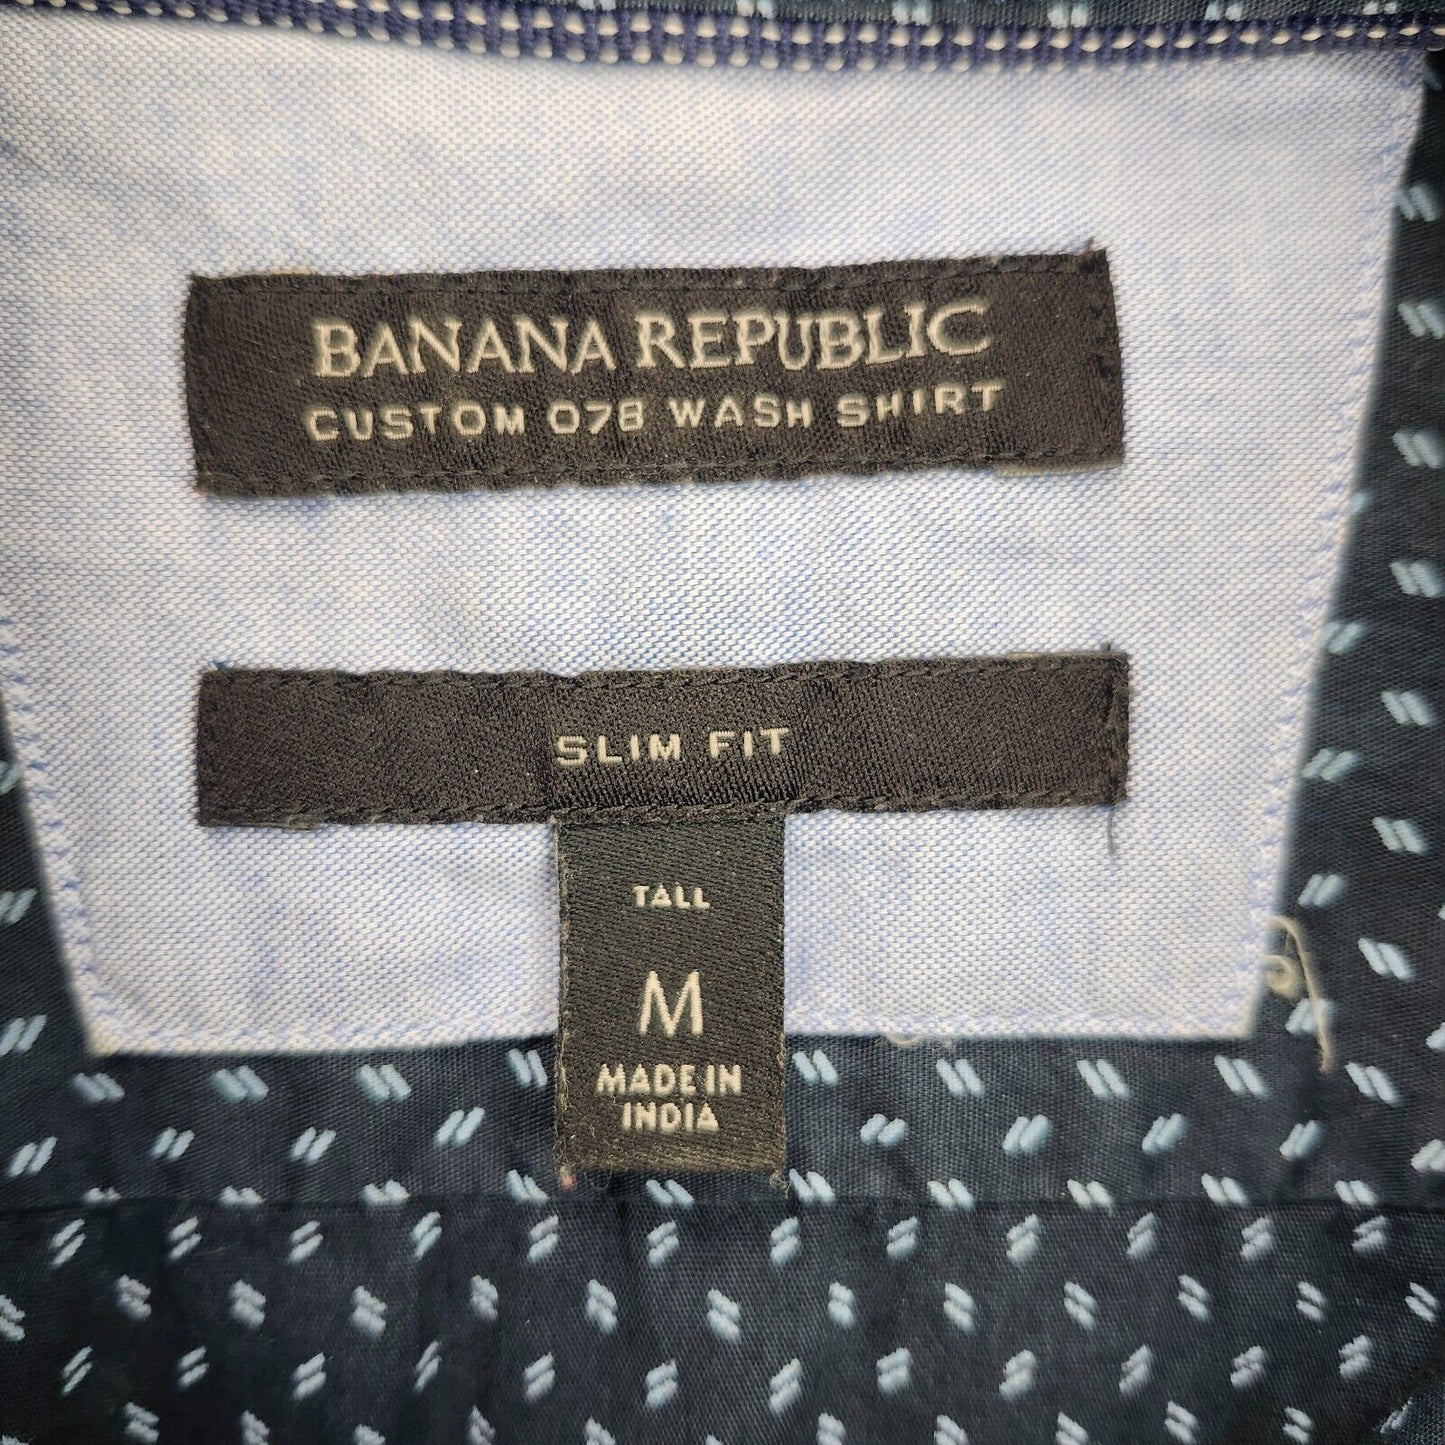 BANANA REPUBLIC
CUSTOM 078 WASH SHIRT
SLIM FIT
TALL
M
MADE IN
INDIA